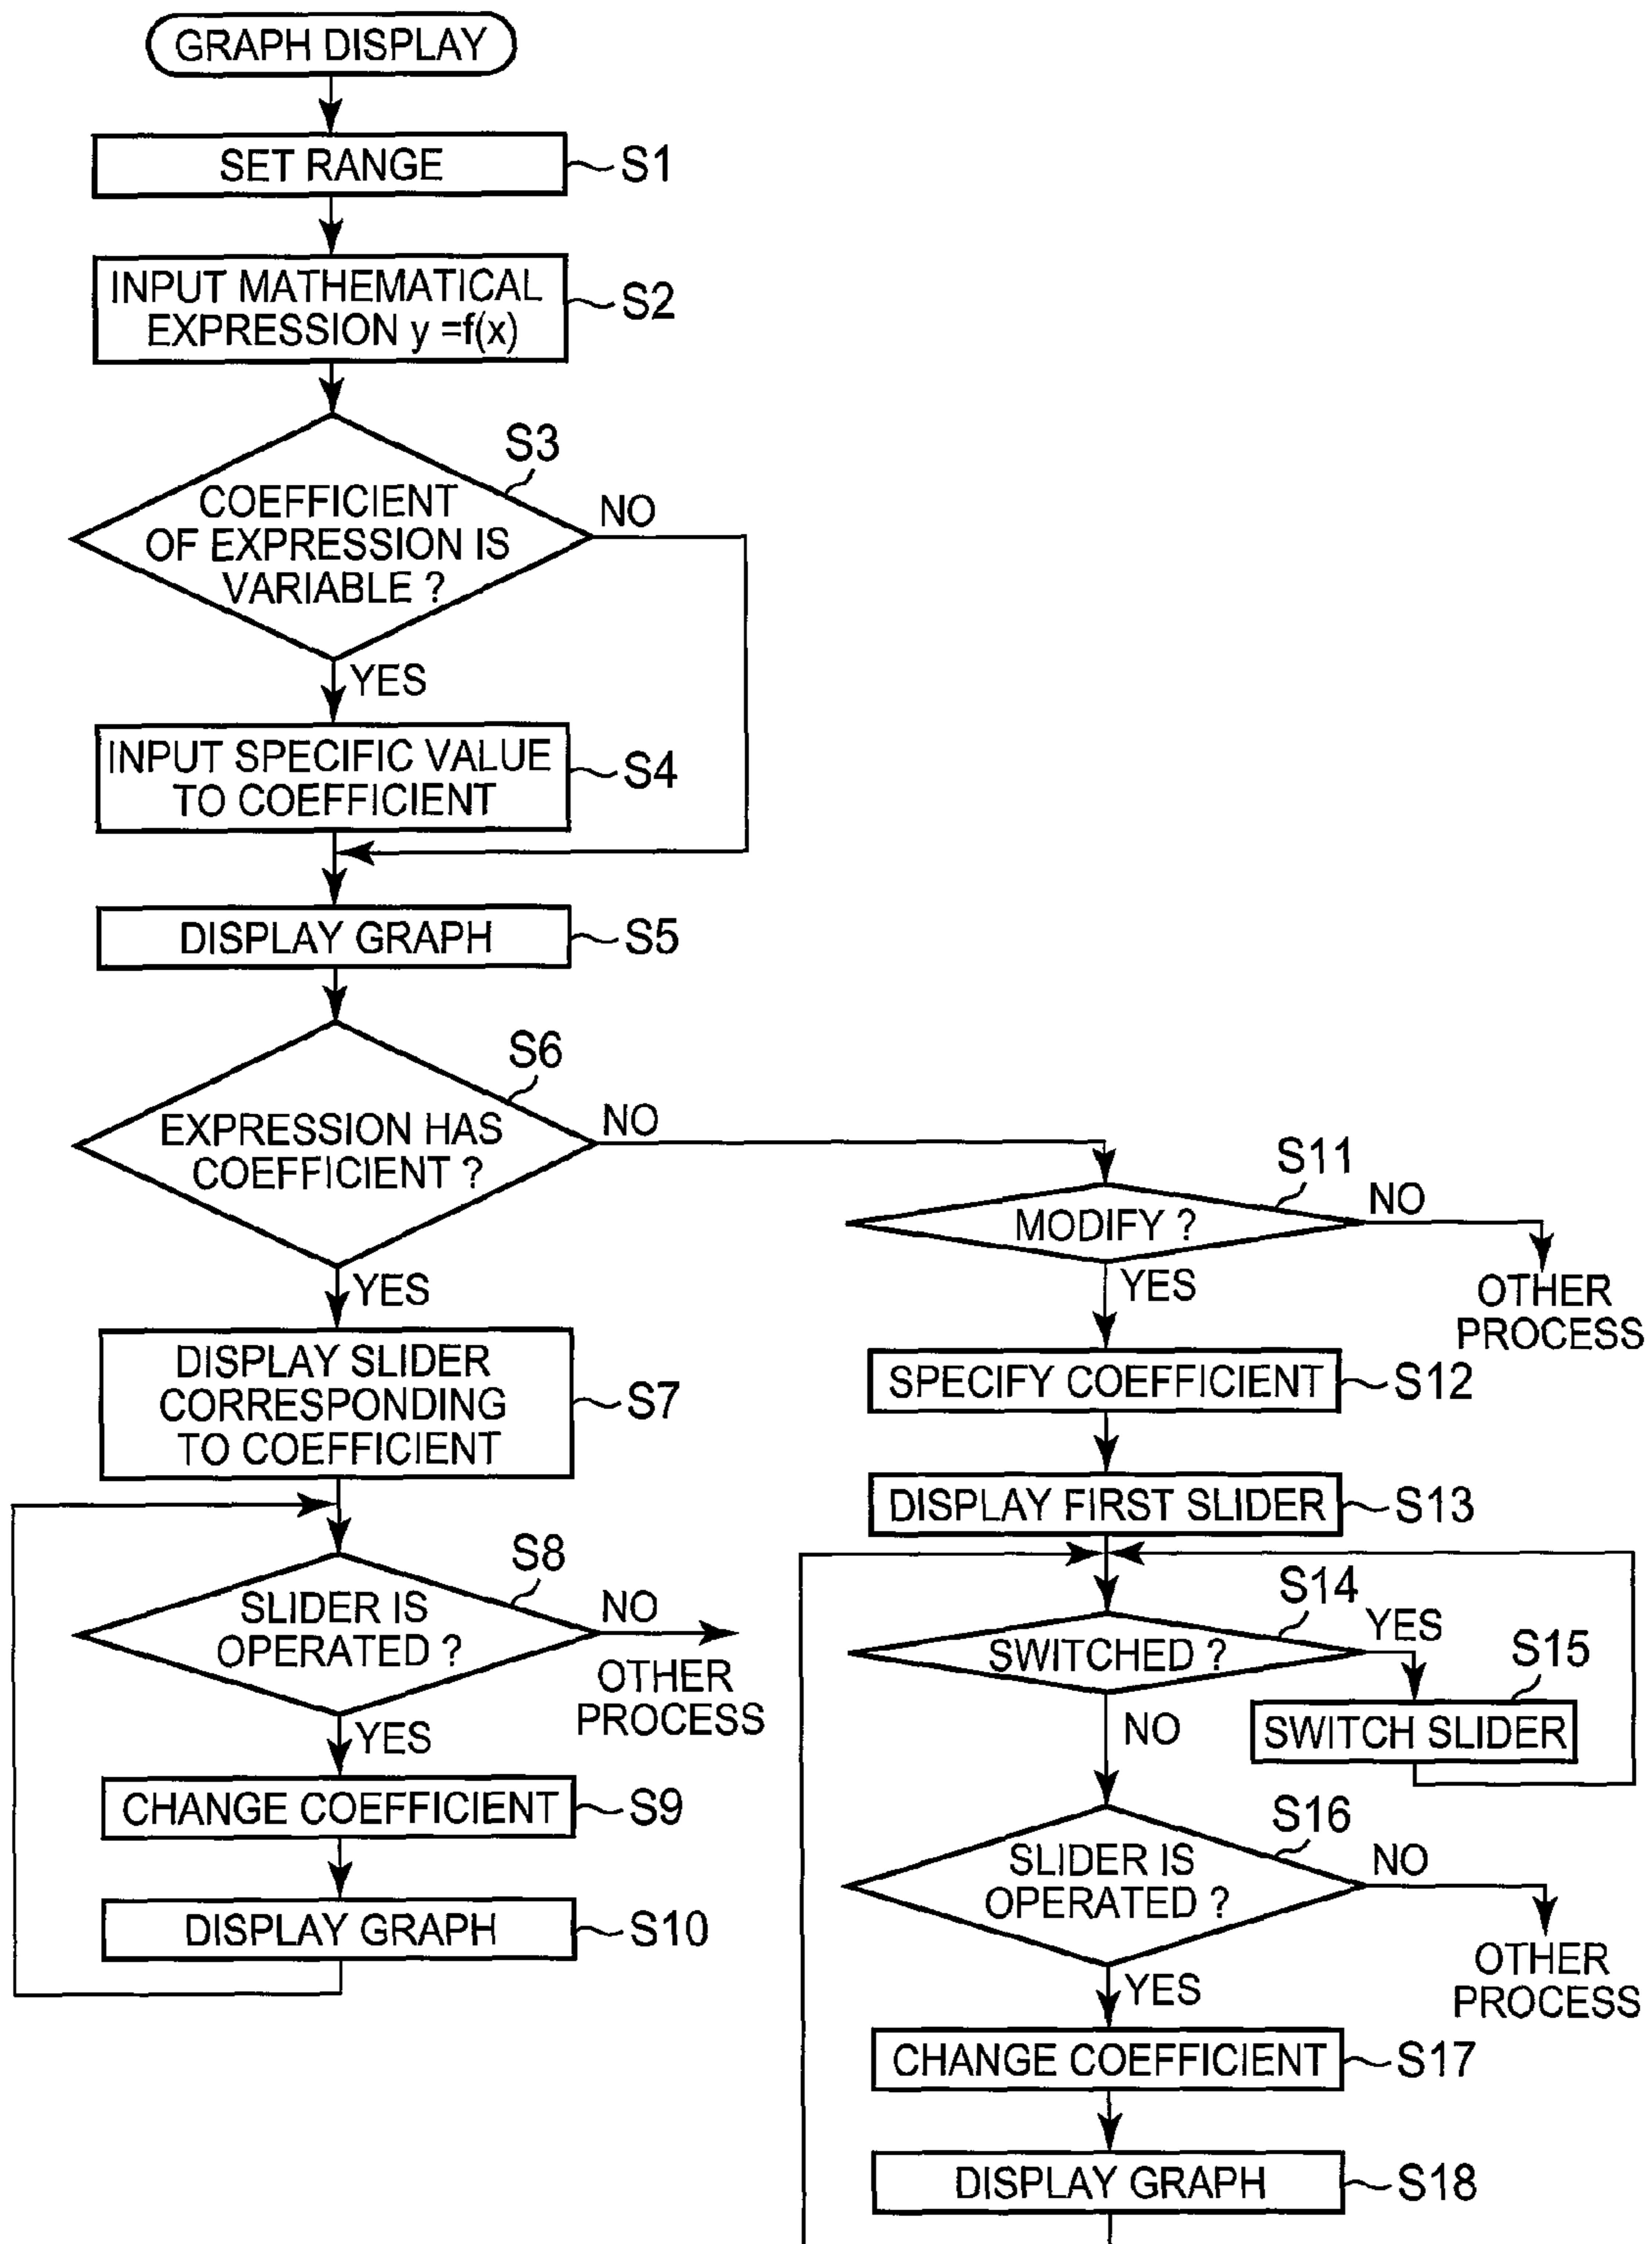 GRAPH DISPLAY
SET RANGE
S1
INPUT MATHEMATICAL
EXPRESSION y =f(x)
S2
S3
COEFFICIENT
OF EXPRESSION IS
VARIABLE ?
NO
YES
INPUT SPECIFIC VALUE
TO COEFFICIENT
S4
DISPLAY GRAPH
S5
S6
EXPRESSION HAS
COEFFICIENT ?
NO
YES
DISPLAY SLIDER
CORRESPONDING
TO COEFFICIENT
S7
S8
SLIDER IS
OPERATED ?
NO
OTHER
PROCESS
YES
CHANGE COEFFICIENT
S9
DISPLAY GRAPH
S10
S11
MODIFY ?
NO
OTHER
PROCESS
YES
SPECIFY COEFFICIENT
S12
DISPLAY FIRST SLIDER
S13
S14
SWITCHED ?
YES
S15
SWITCH SLIDER
NO
S16
SLIDER IS
OPERATED ?
NO
OTHER
PROCESS
YES
CHANGE COEFFICIENT
S17
DISPLAY GRAPH
S18